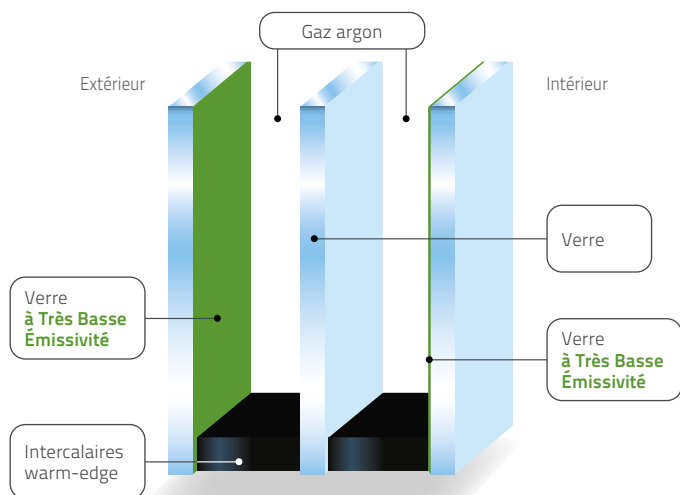 Gaz argon
Extérieur
Intérieur
Verre
Verre
à Très Basse
Émissivité
Verre
à Très Basse
Émissivité
Intercalaires
warm-edge